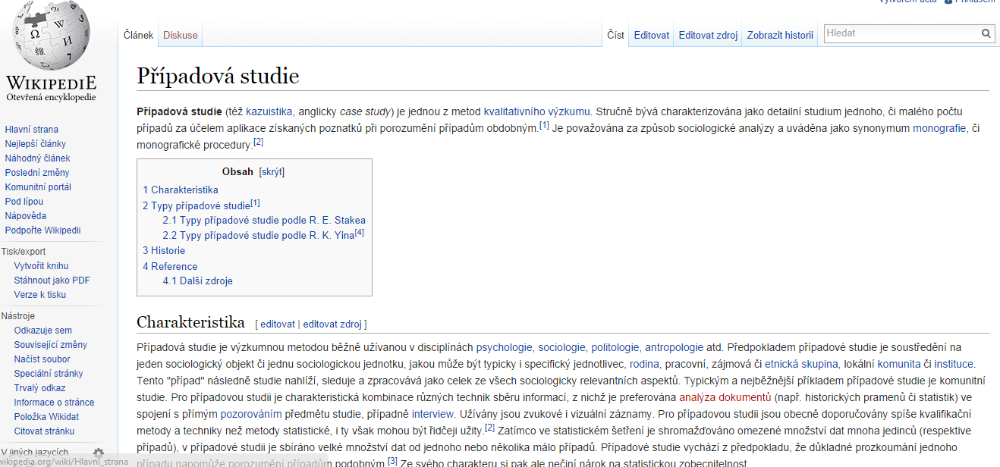 Vytvoření účtu Přihlášení
Článek Diskuse Číst Editovat Editovat zdroj Zobrazit historii Hledat
WIKIPEDIE
Otevřená encyklopedie
Hlavní strana
Nejlepší články
Náhodný článek
Poslední změny
Komunitní portál
Pod lípou
Nápověda
Podpořte Wikipedii
Tisk/export
Vytvořit knihu
Stáhnout jako PDF
Verze k tisku
Nástroje
Odkazuje sem
Související změny
Načíst soubor
Speciální stránky
Trvalý odkaz
Informace o stránce
Položka Wikidat
Citovat stránku
V jiných jazycích
wikipedia.org/wiki/Hlavní_strana
Případová studie
Případová studie (též kazuistika, anglicky case study) je jednou z metod kvalitativního výzkumu. Stručně bývá charakterizována jako detailní studium jednoho, či malého počtu
případů za účelem aplikace získaných poznatků při porozumění případům obdobným.[1] Je považována za způsob sociologické analýzy a uváděna jako synonymum monografie, či
monografické procedury.[2]
Obsah [skrýt]
1 Charakteristika
2 Typy případové studie[1]
2.1 Typy případové studie podle R. E. Stakea
2.2 Typy případové studie podle R. K. Yina[4]
3 Historie
4 Reference
4.1 Další zdroje
Charakteristika [ editovat | editovat zdroj ]
Případová studie je výzkumnou metodou běžně užívanou v disciplínách psychologie, sociologie, politologie, antropologie atd. Předpokladem případové studie je soustředění na
jeden sociologický objekt či jednu sociologickou jednotku, jakou může být typicky i specifický jednotlivec, rodina, pracovní, zájmová či etnická skupina, lokální komunita či instituce.
Tento "případ" následně studie nahlíží, sleduje a zpracovává jako celek ze všech sociologicky relevantních aspektů. Typickým a nejběžnějším příkladem případové studie je komunitní
studie. Pro případovou studii je charakteristická kombinace různých technik sběru informací, z nichž je preferována analýza dokumentů (např. historických pramenů či statistik) ve
spojení s přímým pozorováním předmětu studie, případně interview. Užívány jsou zvukové i vizuální záznamy. Pro případovou studii jsou obecně doporučovány spíše kvalifikační
metody a techniky než metody statistické, i ty však mohou být řidčeji užity.[2] Zatímco ve statistickém šetření je shromažďováno omezené množství dat mnoha jedinců (respektive
případů), v případové studii je sbíráno velké množství dat od jednoho nebo několika málo případů. Případové studie vychází z předpokladu, že důkladné prozkoumání jednoho
případu napomůže porozumění případům podobným.[3] Ze svého charakteru si pak ale nečiní nárok na statistickou zobecnitelnost